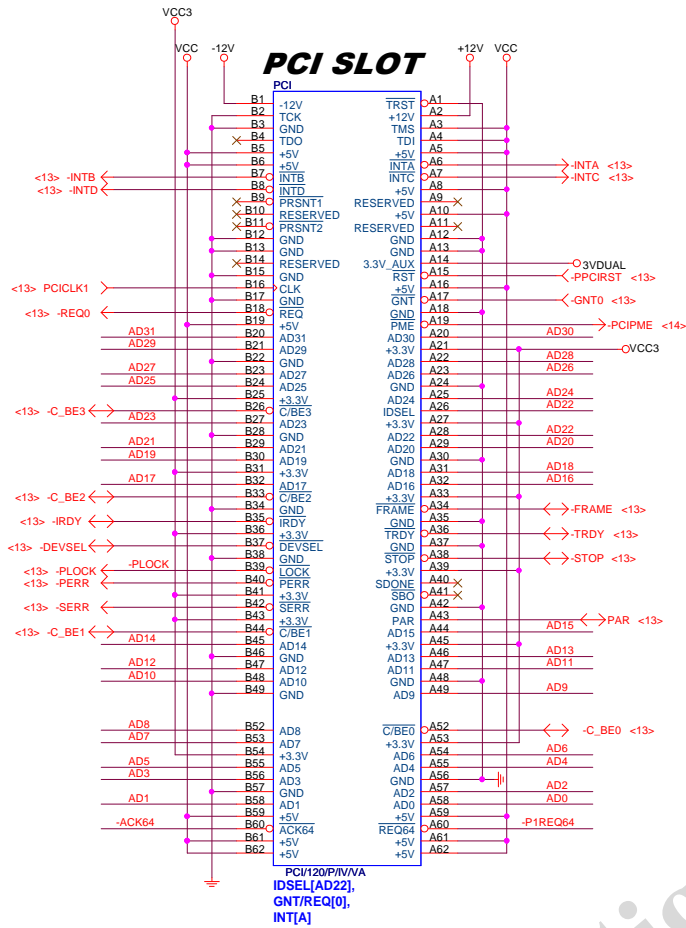 VCC3
VCC -12V +12V VCC
PCI SLOT
PCI
B1 -12V TRST A1
B2 TCK +12V A2
B3 GND TMS A3
B4 TDO TDI A4
B5 +5V +5V A5
<13> -INTB B6 +5V INTA A6 -INTA <13>
<13> -INTD B7 INTB INTC A7 -INTC <13>
B8 INTD +5V A8
B9 PRSNT1 RESERVED A9
B10 RESERVED +5V A10
B11 PRSNT2 RESERVED A11
B12 GND GND A12
B13 GND GND A13
B14 RESERVED 3.3V_AUX A14 3VDUAL
B15 GND RST A15 -PPCIRST <13>
<13> PCICLK1 B16 CLK +5V A16
B17 GND GNT A17 -GNT0 <13>
<13> -REQ0 B18 REQ GND A18
B19 +5V PME A19 -PCIPME <14>
AD31 B20 AD31 AD30 A20 AD30
AD29 B21 AD29 +3.3V A21 VCC3
B22 GND AD28 A22 AD28
AD27 B23 AD27 AD26 A23 AD26
AD25 B24 AD25 GND A24
B25 +3.3V AD24 A25 AD24
<13> -C_BE3 B26 C/BE3 IDSEL A26 AD22
AD23 B27 AD23 +3.3V A27
B28 GND AD22 A28 AD22
AD21 B29 AD21 AD20 A29 AD20
AD19 B30 AD19 GND A30
B31 +3.3V AD18 A31 AD18
AD17 B32 AD17 AD16 A32 AD16
<13> -C_BE2 B33 C/BE2 +3.3V A33
B34 GND FRAME A34 -FRAME <13>
<13> -IRDY B35 IRDY GND A35
B36 +3.3V TRDY A36 -TRDY <13>
<13> -DEVSEL B37 DEVSEL GND A37
B38 GND STOP A38 -STOP <13>
<13> -PLOCK -PLOCK B39 LOCK +3.3V A39
<13> -PERR B40 PERR SDONE A40
B41 +3.3V SBO A41
<13> -SERR B42 SERR GND A42
B43 +3.3V PAR A43 PAR <13>
<13> -C_BE1 B44 C/BE1 AD15 A44 AD15
AD14 B45 AD14 +3.3V A45
B46 GND AD13 A46 AD13
AD12 B47 AD12 AD11 A47 AD11
AD10 B48 AD10 GND A48
B49 GND AD9 A49 AD9
AD8 B52 AD8 C/BE0 A52 -C_BE0 <13>
AD7 B53 AD7 +3.3V A53
B54 +3.3V AD6 A54 AD6
AD5 B55 AD5 AD4 A55 AD4
AD3 B56 AD3 GND A56
B57 GND AD2 A57 AD2
AD1 B58 AD1 AD0 A58 AD0
B59 +5V +5V A59
-ACK64 B60 ACK64 REQ64 A60 -P1REQ64
B61 +5V +5V A61
B62 +5V +5V A62
PCI/120/P/IV/VA
IDSEL[AD22],
GNT/REQ[0],
INT[A]